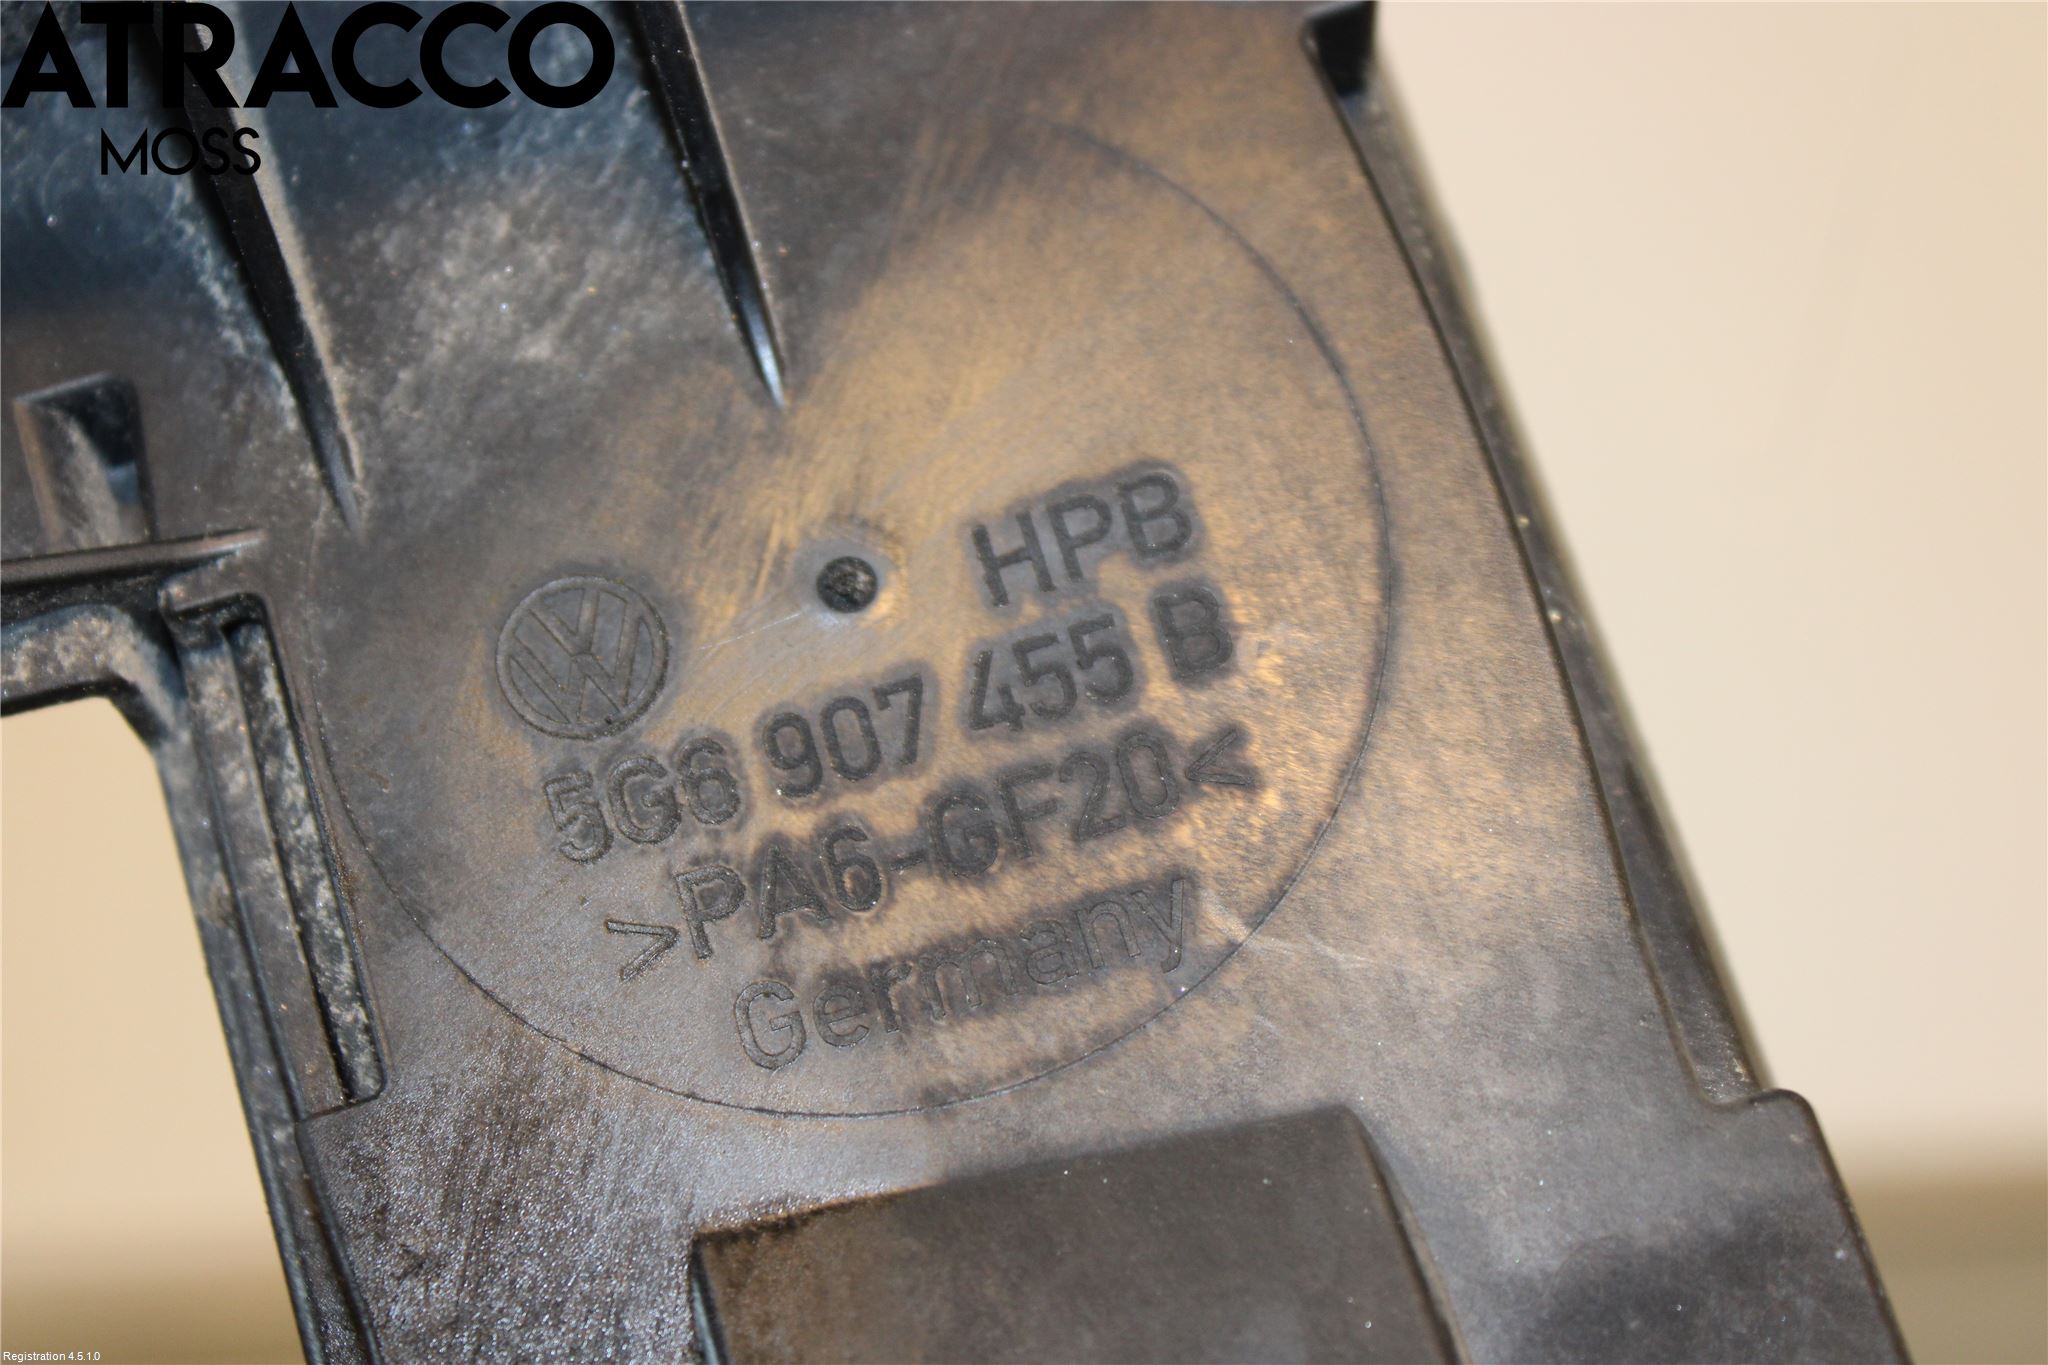 ATRACCO
MOSS
HPB
5G6 907 455 B
>PA6-GF20<
Germany
Registration 4.5.1.0